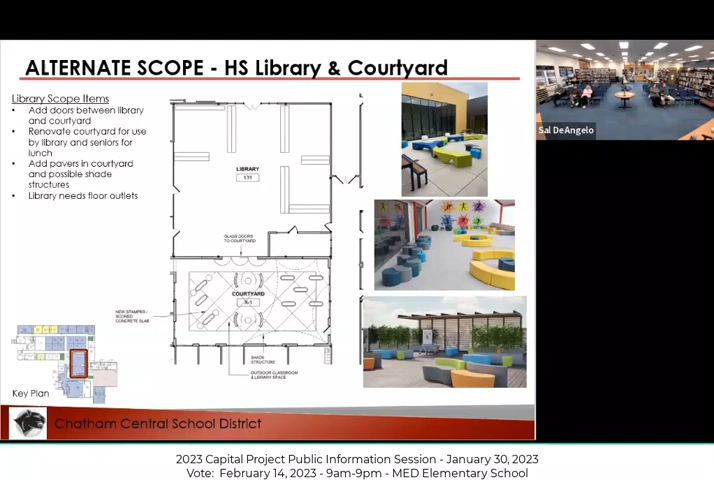 ALTERNATE SCOPE - HS Library & Courtyard
Library Scope Items
• Add doors between library
and courtyard
• Renovate courtyard for use
by library and seniors for
lunch
• Add pavers in courtyard
and possible shade
structures
• Library needs floor outlets
LIBRARY
131
GLASS DOORS
TO COURTYARD
COURTYARD
X-1
NEW STAMPED /
SCORED
CONCRETE SLAB
SHADE
STRUCTURE
OUTDOOR CLASSROOM
& LIBRARY SPACE
Key Plan
Chatham Central School District
Sal DeAngelo
2023 Capital Project Public Information Session - January 30, 2023
Vote: February 14, 2023 - 9am-9pm - MED Elementary School